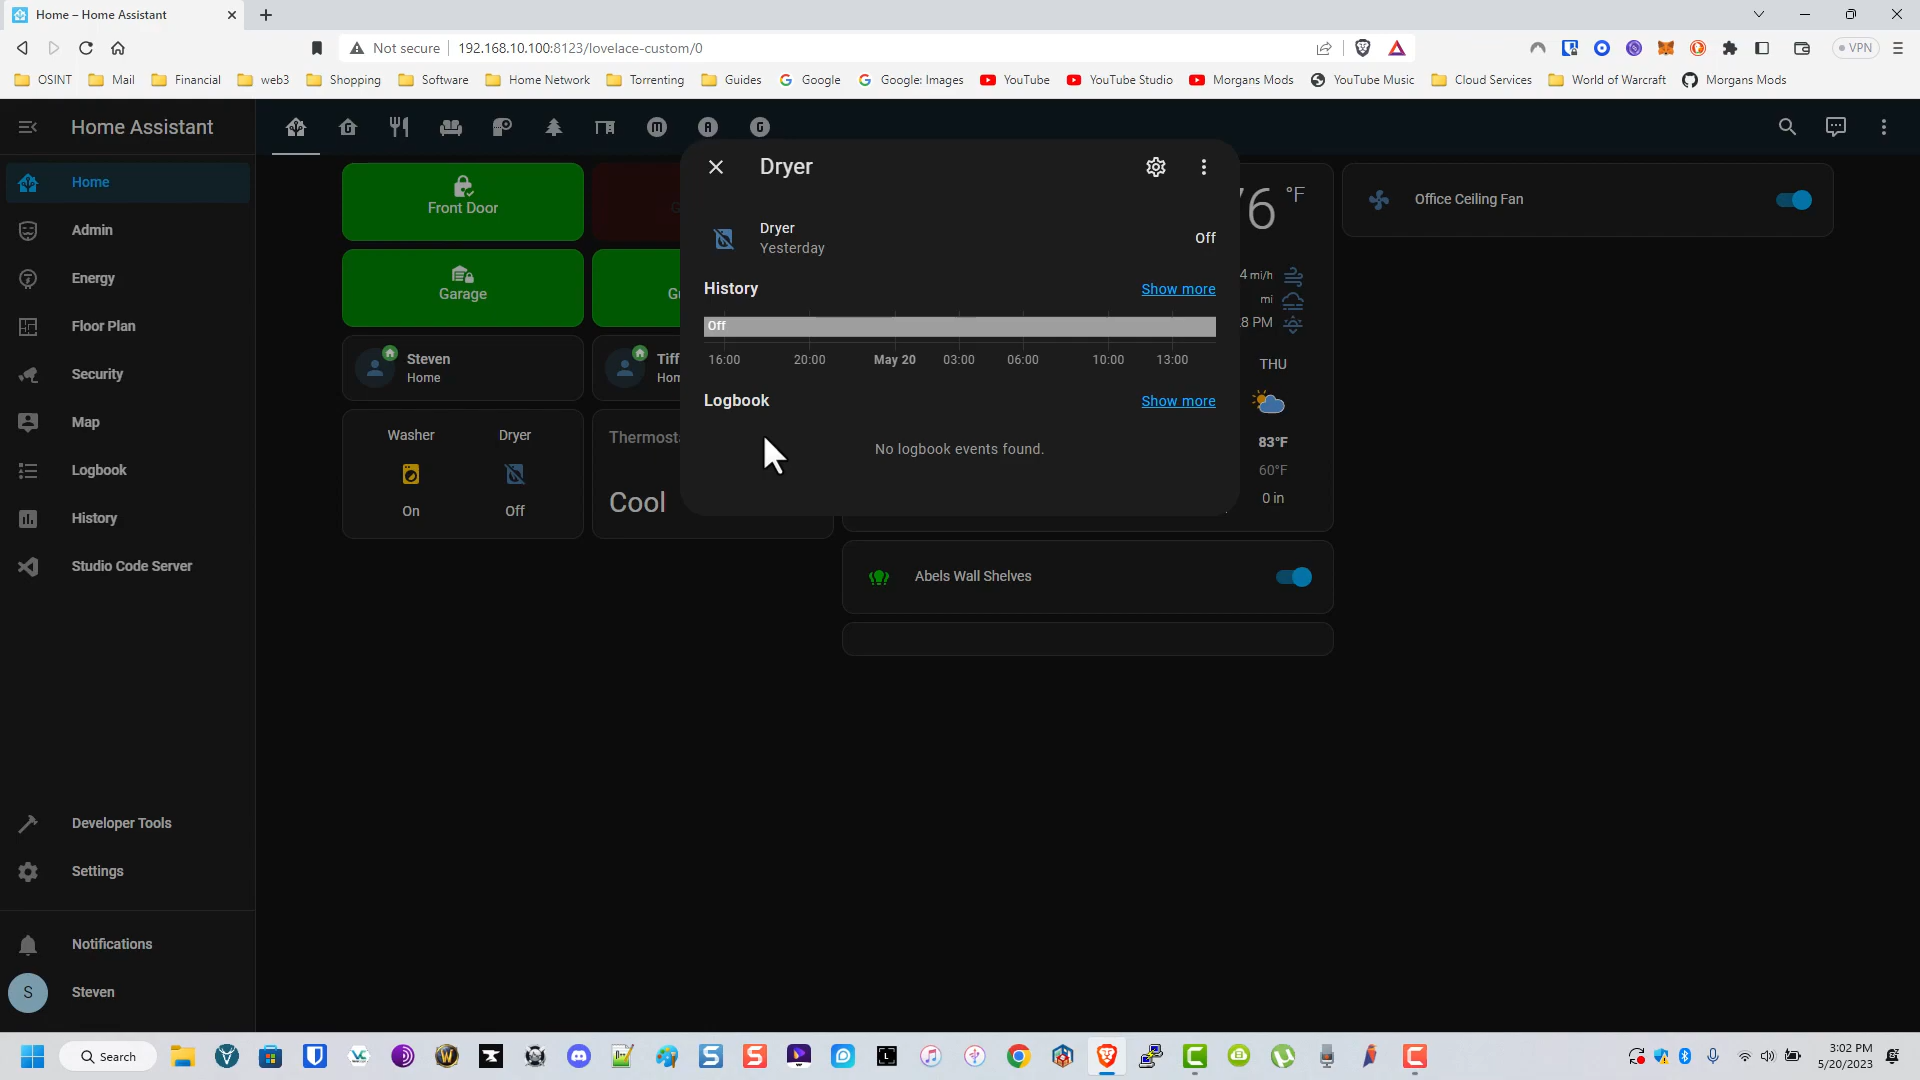 Home – Home Assistant
Not secure
192.168.10.100:8123/lovelace-custom/0
VPN
OSINT
Mail
Financial
web3
Shopping
Software
Home Network
Torrenting
Guides
Google
Google: Images
YouTube
YouTube Studio
Morgans Mods
YouTube Music
Cloud Services
World of Warcraft
Morgans Mods
Home Assistant
M
A
G
Home
Admin
Energy
Floor Plan
Security
Map
Logbook
History
Studio Code Server
Developer Tools
Settings
Notifications
S
Steven
Front Door
Garage
Steven
Home
Tiff
Washer
Dryer
On
Off
Thermost
Cool
Dryer
Dryer
Yesterday
Off
History
Show more
Off
16:00
20:00
May 20
03:00
06:00
10:00
13:00
Logbook
Show more
No logbook events found.
6 °F
4 mi/h
mi
8 PM
THU
83°F
60°F
0 in
Office Ceiling Fan
Abels Wall Shelves
Search
3:02 PM
5/20/2023